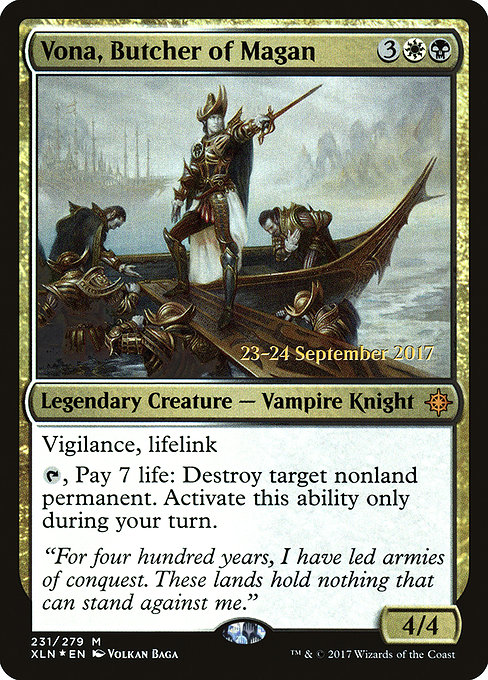 Vona, Butcher of Magan 3
23–24 September 2017
Legendary Creature — Vampire Knight
Vigilance, lifelink
, Pay 7 life: Destroy target nonland
permanent. Activate this ability only
during your turn.
“For four hundred years, I have led armies
of conquest. These lands hold nothing that
can stand against me.”
4/4
231/279 M
XLN ★ EN Volkan Baga
™ & © 2017 Wizards of the Coast